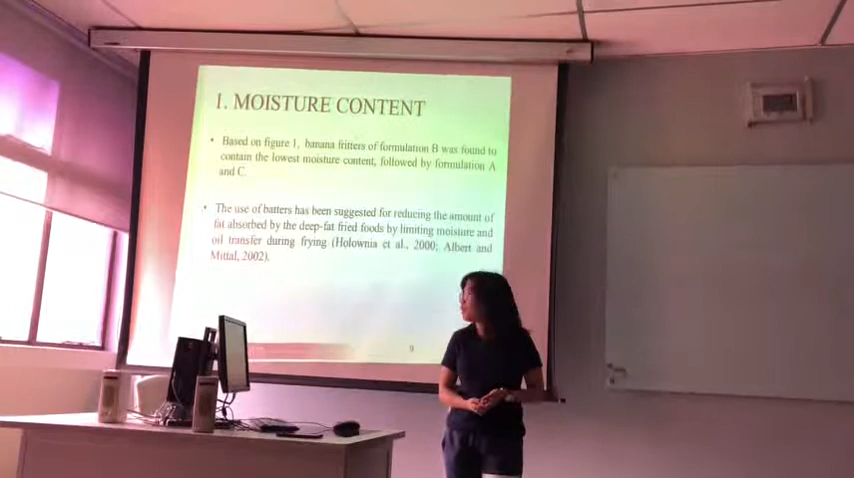 1. MOISTURE CONTENT
• Based on figure 1, banana fritters of formulation B was found to
contain the lowest moisture content, followed by formulation A
and C.
• The use of batters has been suggested for reducing the amount of
fat absorbed by the deep-fat fried foods by limiting moisture and
oil transfer during frying (Holownia et al., 2000; Albert and
Mittal, 2002).
9